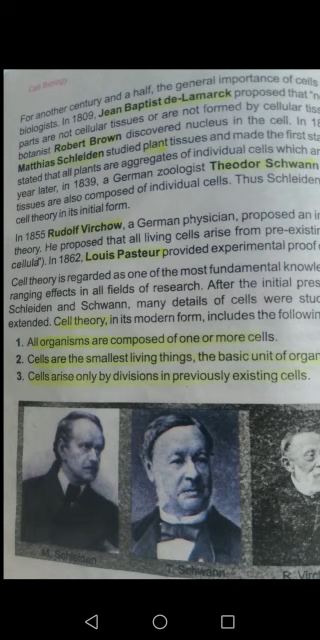 Cell Biology
For another century and a half, the general importance of cells
biologists. In 1809, Jean Baptist de-Lamarck proposed that "n
parts are not cellular tissues or are not formed by cellular tiss
botanist Robert Brown discovered nucleus in the cell. In 18
Matthias Schleiden studied plant tissues and made the first sta
stated that all plants are aggregates of individual cells which ar
year later, in 1839, a German zoologist Theodor Schwann
tissues are also composed of individual cells. Thus Schleiden
cell theory in its initial form.
In 1855 Rudolf Virchow, a German physician, proposed an i
theory. He proposed that all living cells arise from pre-existin
cellula"). In 1862, Louis Pasteur provided experimental proof
Cell theory is regarded as one of the most fundamental knowle
ranging effects in all fields of research. After the initial pres
Schleiden and Schwann, many details of cells were stud
extended. Cell theory, in its modern form, includes the followin
1. All organisms are composed of one or more cells.
2. Cells are the smallest living things, the basic unit of organ
3. Cells arise only by divisions in previously existing cells.
M. Schleiden
T. Schwann
R. Virch